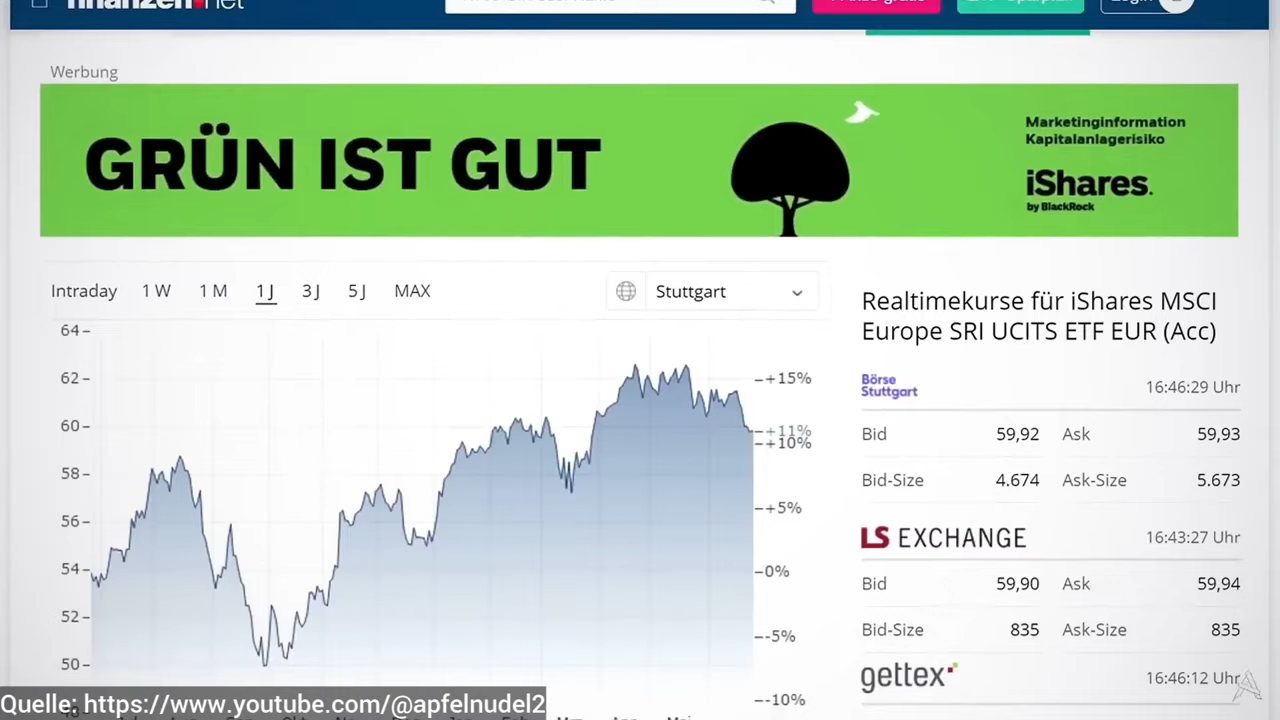 finanzen.net
Werbung
GRÜN IST GUT
Marketinginformation
Kapitalanlagerisiko
iShares.
by BlackRock
Intraday 1 W 1 M 1 J 3 J 5 J MAX
Stuttgart
64
62
60
58
56
54
52
50
+15%
+11%
+10%
+5%
0%
-5%
-10%
Realtimekurse für iShares MSCI
Europe SRI UCITS ETF EUR (Acc)
Börse
Stuttgart
16:46:29 Uhr
Bid 59,92 Ask 59,93
Bid-Size 4.674 Ask-Size 5.673
LS EXCHANGE 16:43:27 Uhr
Bid 59,90 Ask 59,94
Bid-Size 835 Ask-Size 835
gettex 16:46:12 Uhr
Quelle: https://www.youtube.com/@apfelnudel2